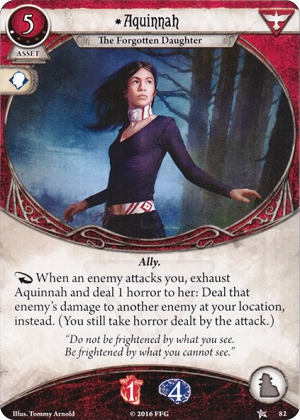 5
ASSET
Aquinnah
The Forgotten Daughter
Ally.
When an enemy attacks you, exhaust
Aquinnah and deal 1 horror to her: Deal that
enemy's damage to another enemy at your location,
instead. (You still take horror dealt by the attack.)
"Do not be frightened by what you see.
Be frightened by what you cannot see."
1
4
Illus. Tommy Arnold
© 2016 FFG
82